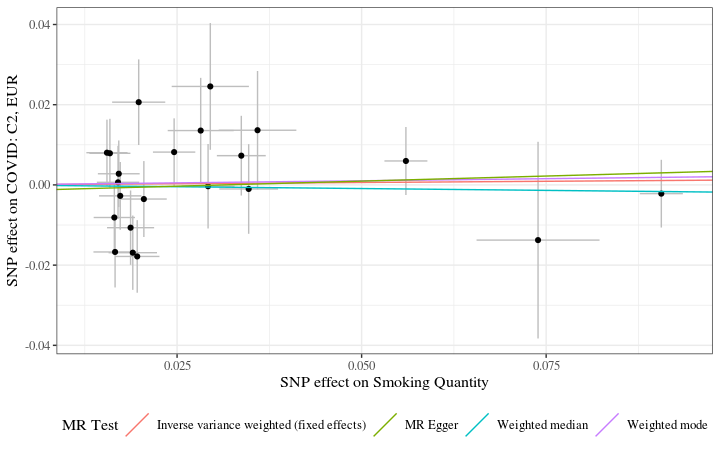 0.04
0.02
0.00
-0.02
-0.04
SNP effect on COVID: C2, EUR
0.025 0.050 0.075
SNP effect on Smoking Quantity
MR Test Inverse variance weighted (fixed effects) MR Egger Weighted median Weighted mode